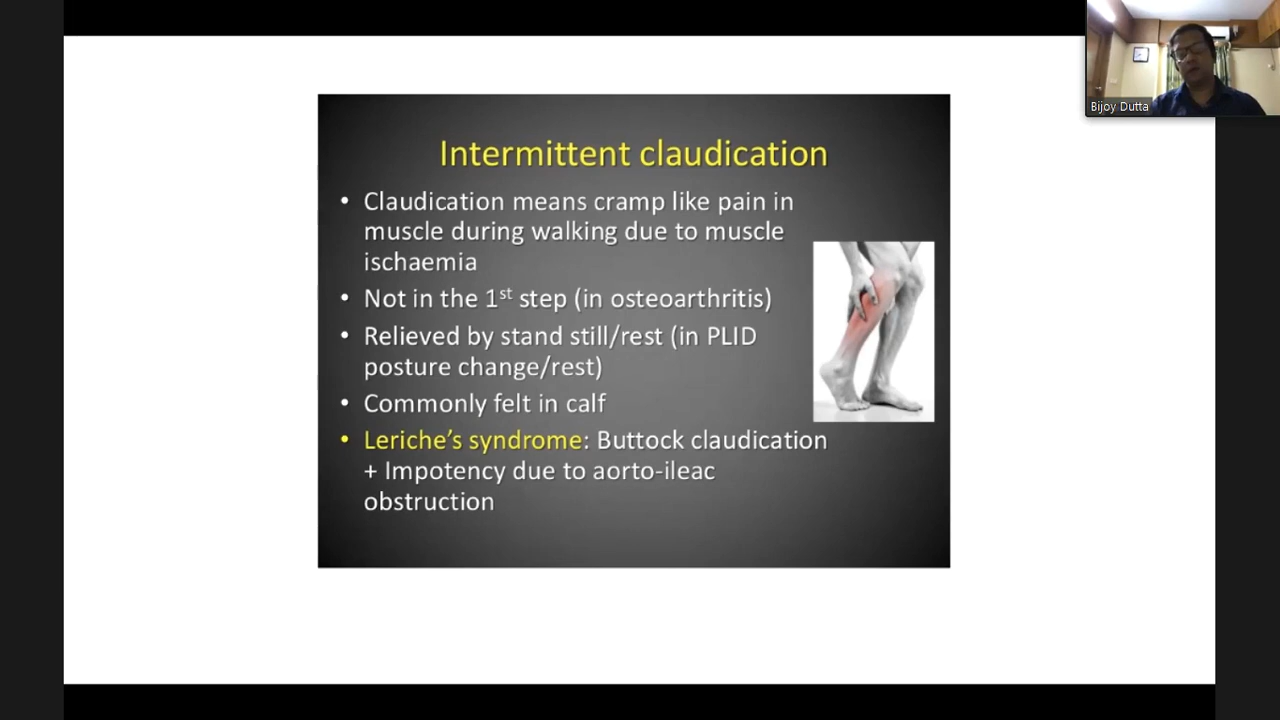 Bijoy Dutta
Intermittent claudication
• Claudication means cramp like pain in
muscle during walking due to muscle
ischaemia
• Not in the 1st step (in osteoarthritis)
• Relieved by stand still/rest (in PLID
posture change/rest)
• Commonly felt in calf
• Leriche’s syndrome: Buttock claudication
+ Impotency due to aorto-ileac
obstruction